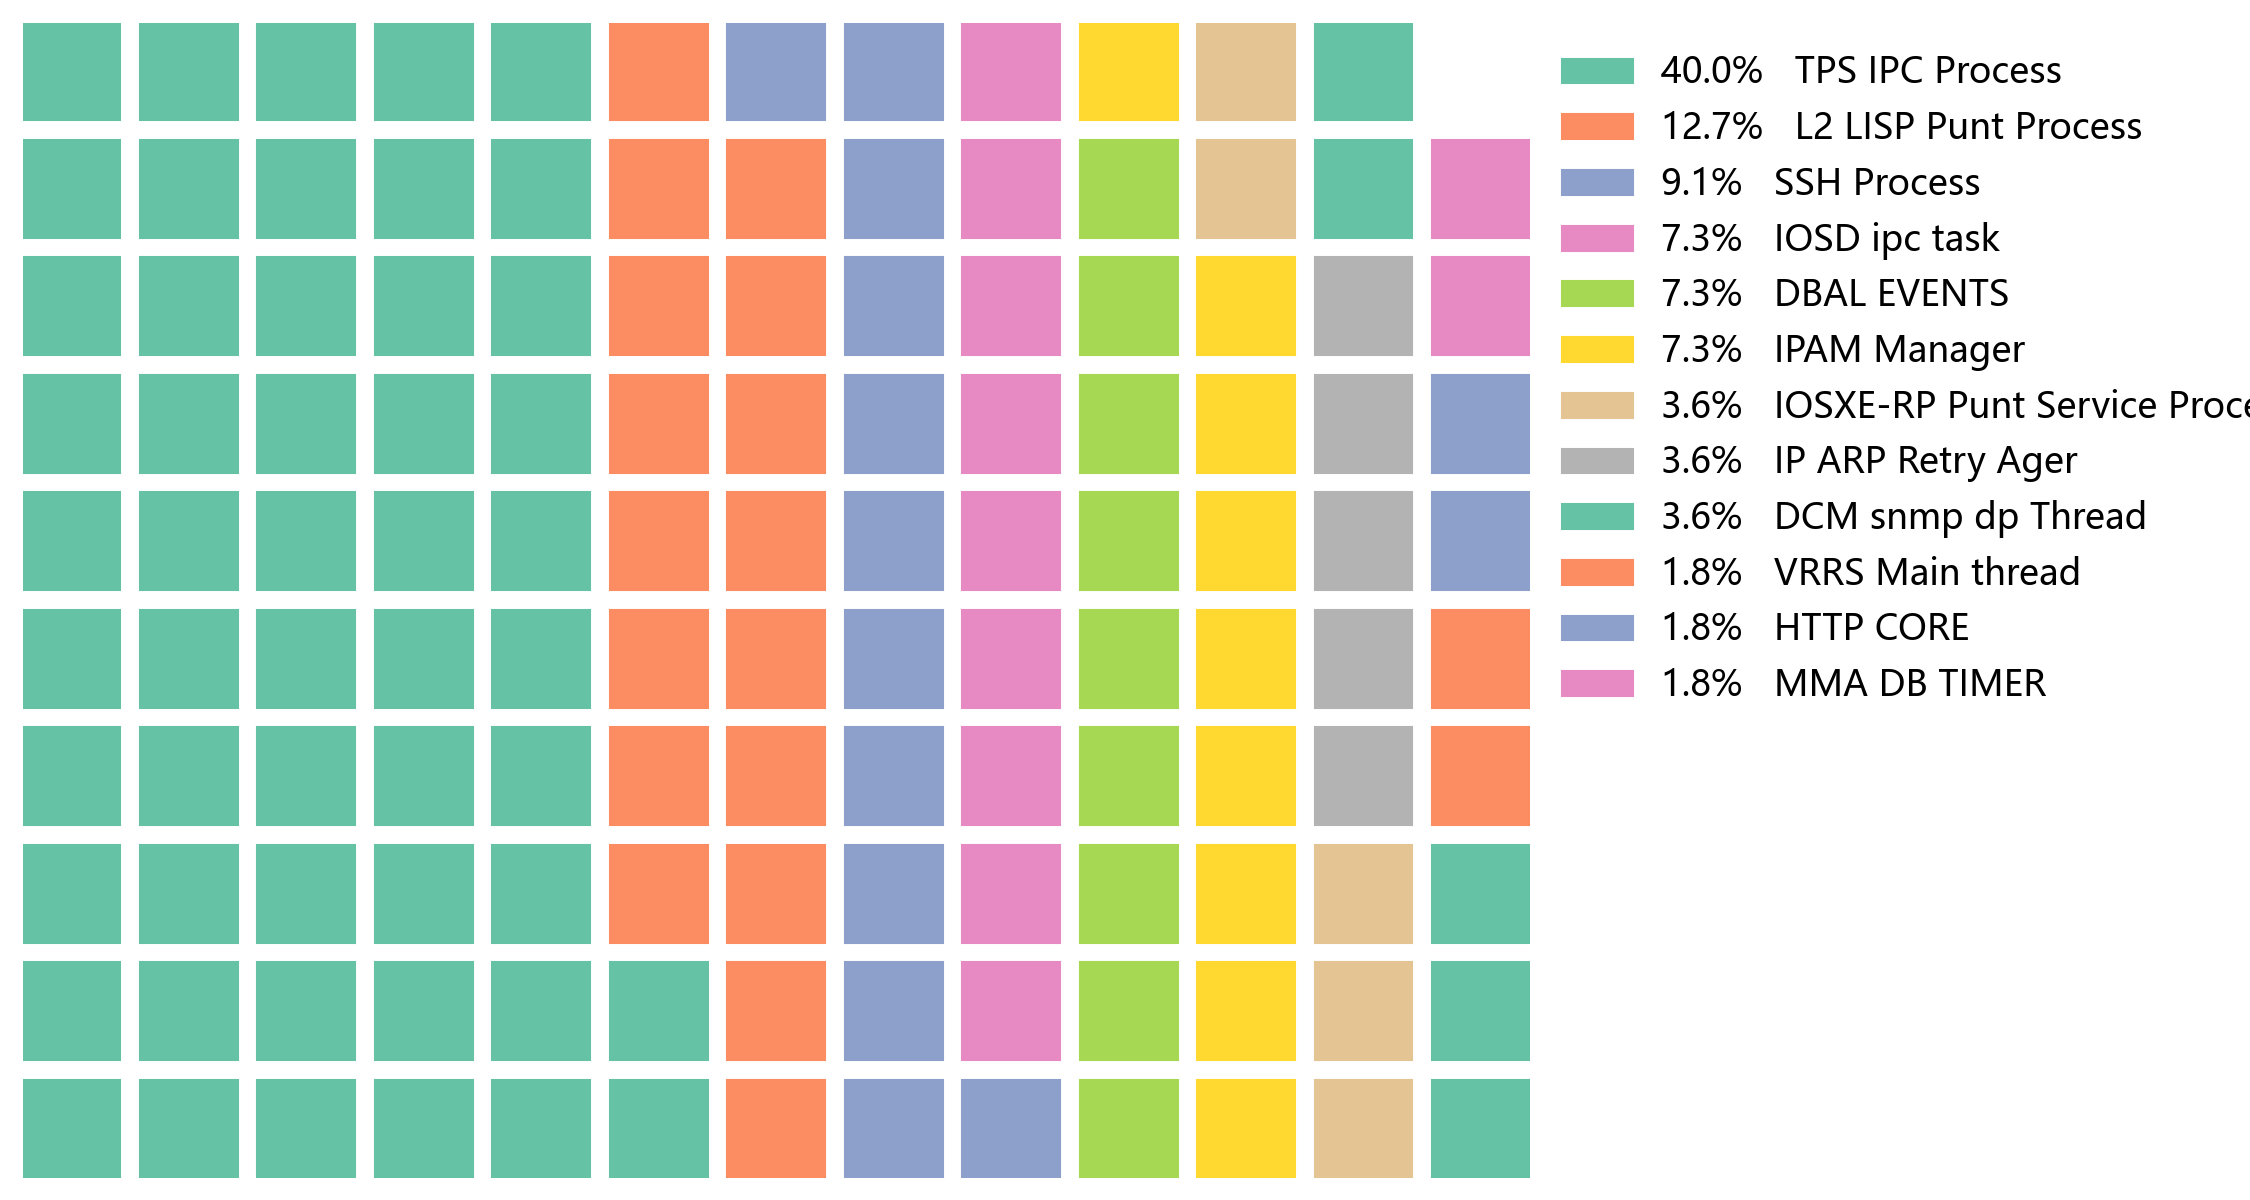 40.0% TPS IPC Process
12.7% L2 LISP Punt Process
9.1% SSH Process
7.3% IOSD ipc task
7.3% DBAL EVENTS
7.3% IPAM Manager
3.6% IOSXE-RP Punt Service
3.6% IP ARP Retry Ager
3.6% DCM snmp dp Thread
1.8% VRRS Main thread
1.8% HTTP CORE
1.8% MMA DB TIMER